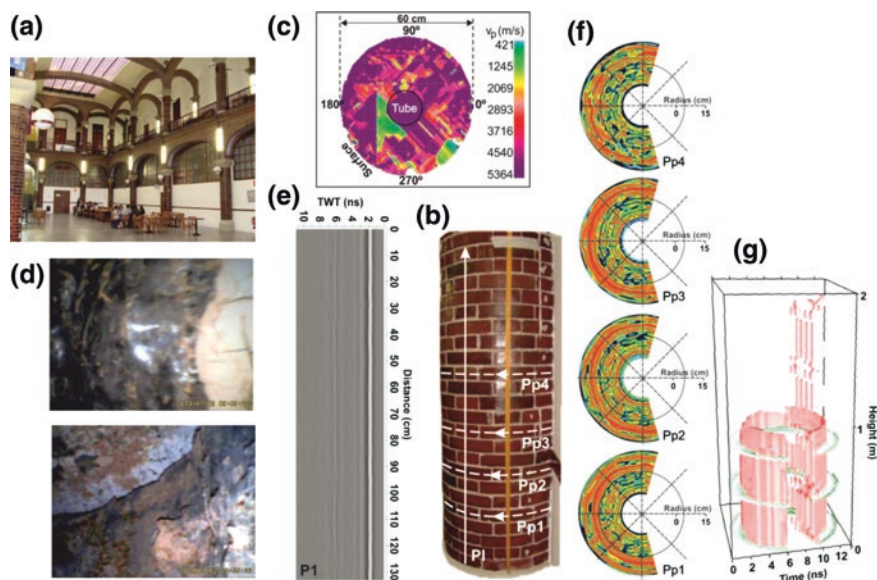 (a)
(c)
60 cm
90º
180º
Tube
0º
Surface
270º
vp (m/s)
421
1245
2069
2893
3716
4540
5364
(f)
Radius (cm)
0 15
Pp4
Radius (cm)
0 15
Pp3
Radius (cm)
0 15
Pp2
Radius (cm)
0 15
Pp1
(e)
TWT (ns)
10 8 6 4 2 0
0
10
20
30
40
50
60
70
80
90
100
110
120
130
Distance (cm)
P1
(b)
Pp4
Pp3
Pp2
Pp1
PI
(d)
(g)
2
1
0
Height (m)
0 2 4 6 8 10 12
Time (ns)